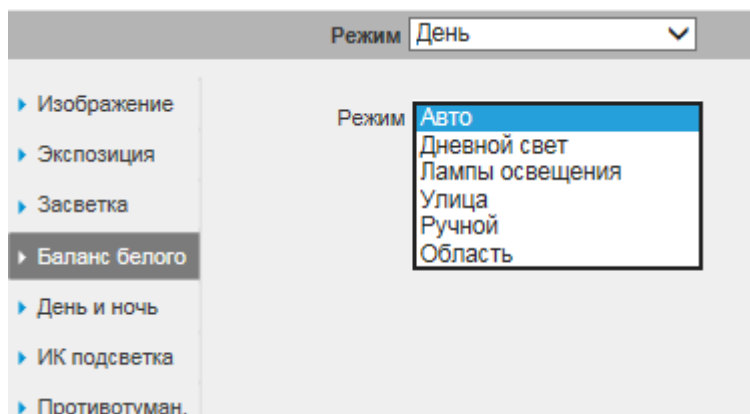 Режим День
Изображение
Режим Авто
Экспозиция
Дневной свет
Лампы освещения
Засветка
Улица
Ручной
Баланс белого
Область
День и ночь
ИК подсветка
Противотуман.